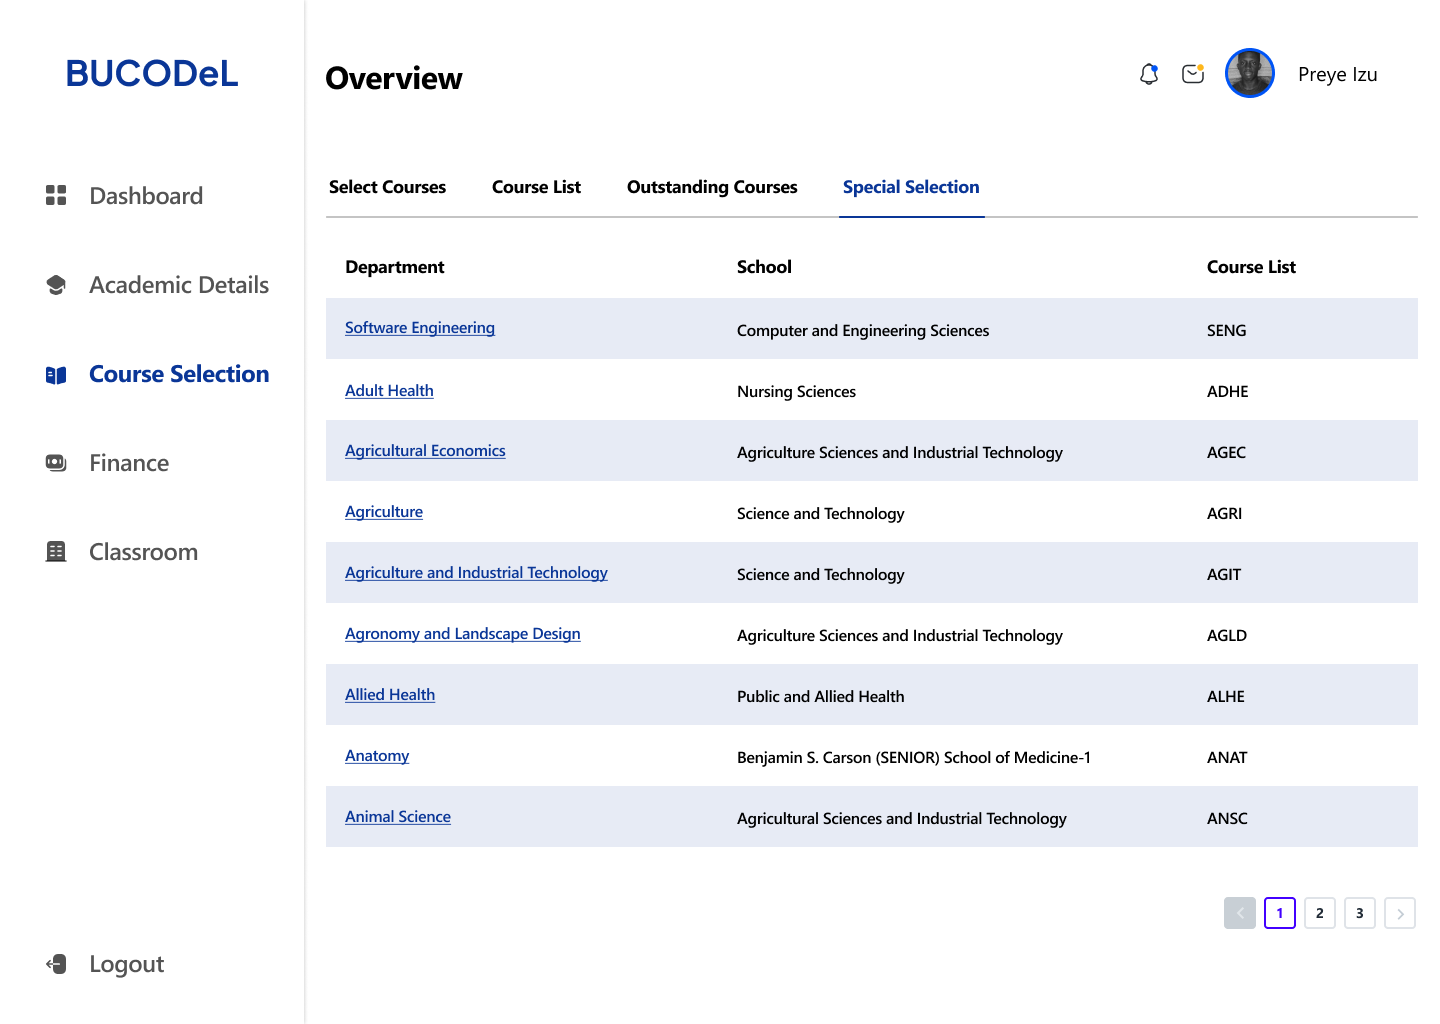 BUCODeL
Overview
Preye Izu
Dashboard
Academic Details
Course Selection
Finance
Classroom
Logout
Select Courses Course List Outstanding Courses Special Selection
Department School Course List
Software Engineering Computer and Engineering Sciences SENG
Adult Health Nursing Sciences ADHE
Agricultural Economics Agriculture Sciences and Industrial Technology AGEC
Agriculture Science and Technology AGRI
Agriculture and Industrial Technology Science and Technology AGIT
Agronomy and Landscape Design Agriculture Sciences and Industrial Technology AGLD
Allied Health Public and Allied Health ALHE
Anatomy Benjamin S. Carson (SENIOR) School of Medicine-1 ANAT
Animal Science Agricultural Sciences and Industrial Technology ANSC
1 2 3